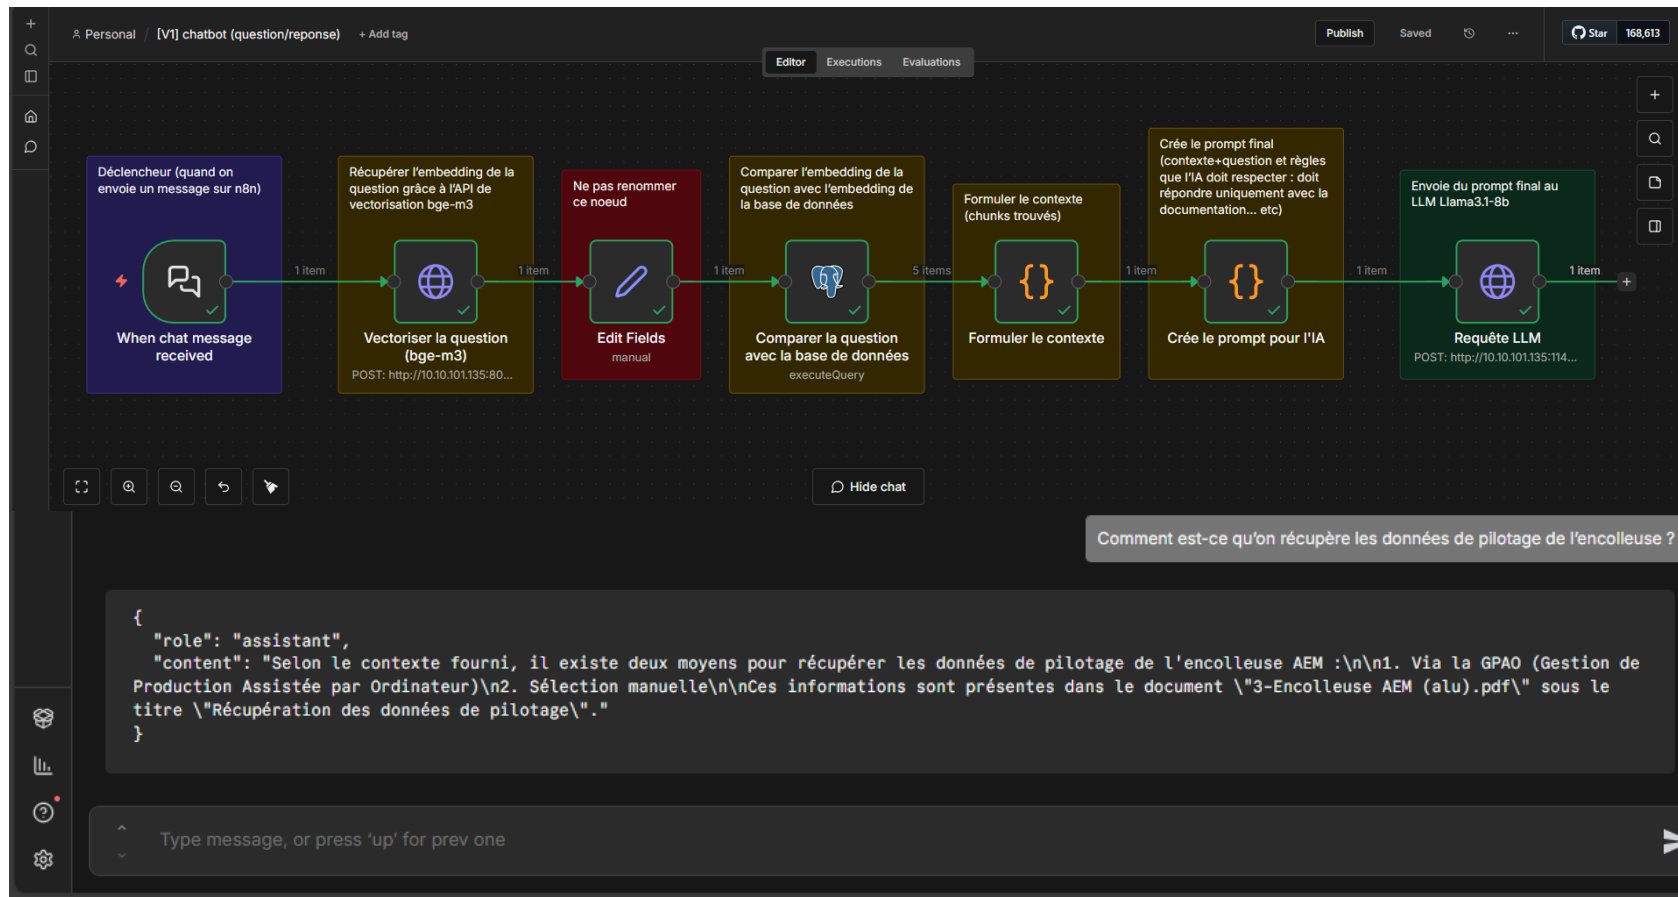 Personal / [V1] chatbot (question/reponse) + Add tag
Publish Saved ... Star 168,613
Editor Executions Evaluations
Déclencheur (quand on
envoie un message sur n8n)
When chat message
received
1 item
Récupérer l'embedding de la
question grâce à l'API de
vectorisation bge-m3
Vectoriser la question
(bge-m3)
POST: http://10.10.101.135:80...
1 item
Ne pas renommer
ce noeud
Edit Fields
manual
1 item
Comparer l'embedding de la
question avec l'embedding de
la base de données
Comparer la question
avec la base de données
executeQuery
5 items
Formuler le contexte
(chunks trouvés)
{}
Formuler le contexte
1 item
Crée le prompt final
(contexte+question et règles
que l'IA doit respecter : doit
répondre uniquement avec la
documentation... etc)
{}
Crée le prompt pour l'IA
1 item
Envoie du prompt final au
LLM Llama3.1-8b
Requête LLM
POST: http://10.10.101.135:114...
1 item
Hide chat
Comment est-ce qu'on récupère les données de pilotage de l'encolleuse ?
{
"role": "assistant",
"content": "Selon le contexte fourni, il existe deux moyens pour récupérer les données de pilotage de l'encolleuse AEM :\n\n1. Via la GPAO (Gestion de
Production Assistée par Ordinateur)\n2. Sélection manuelle\n\nCes informations sont présentes dans le document \"3-Encolleuse AEM (alu).pdf\" sous le
titre \"Récupération des données de pilotage\"."
}
Type message, or press 'up' for prev one